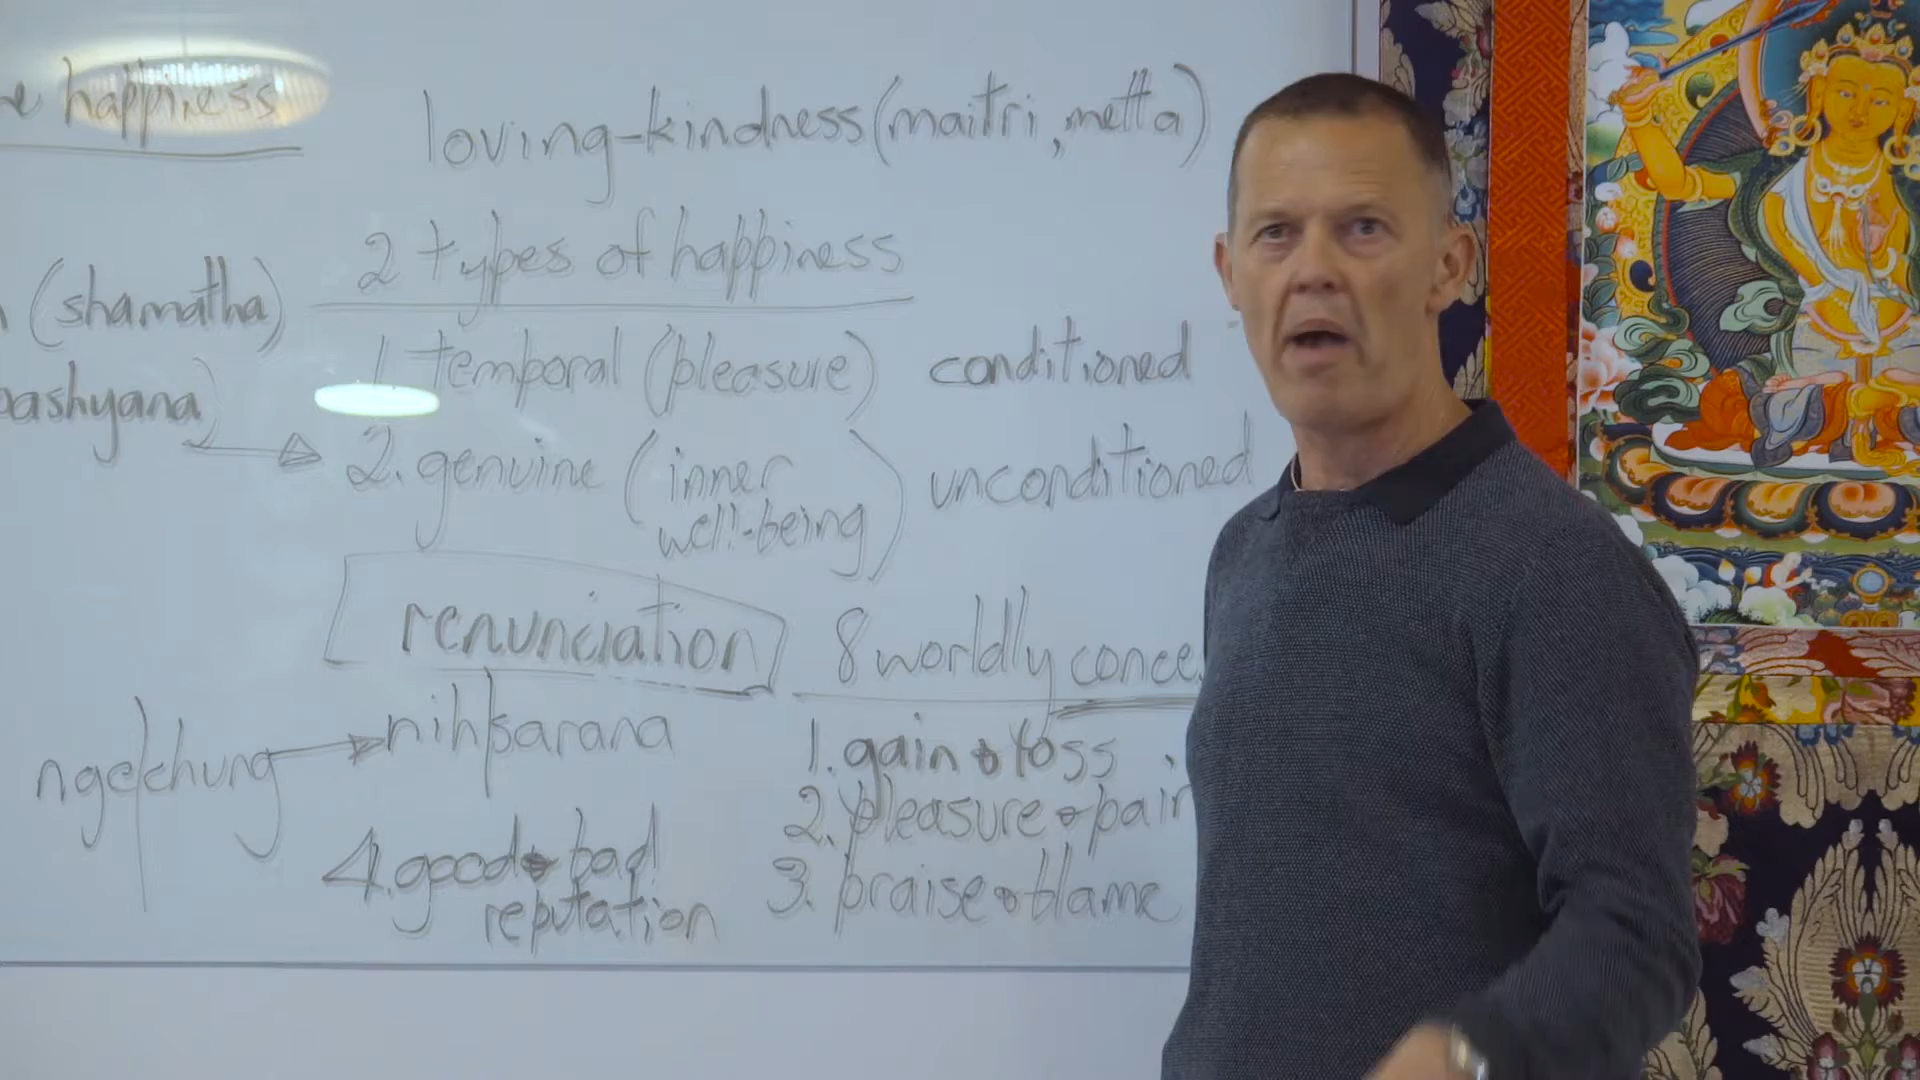 happiness
loving-kindness (maitri, metta)
2 types of happiness
(shamatha)
1. temporal (pleasure) conditioned
2. genuine (inner well-being) unconditioned
renunciation
8 worldly
ngelchung
nihsarana
1. gain + loss
2. pleasure + pain
3. praise + blame
4. good + bad
reputation